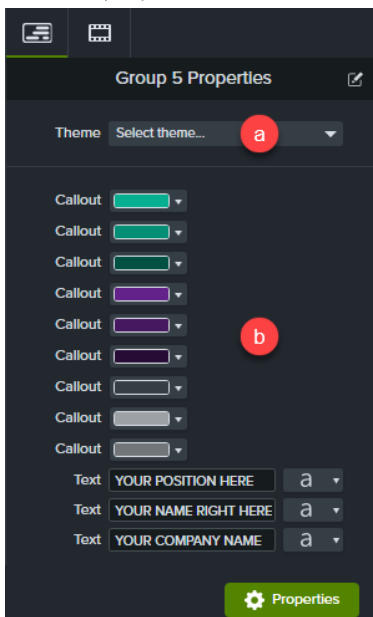 Group 5 Properties
Theme Select theme... a
Callout
Callout
Callout
Callout
Callout
Callout
b
Callout
Callout
Callout
Text YOUR POSITION HERE a
Text YOUR NAME RIGHT HERE a
Text YOUR COMPANY NAME a
Properties